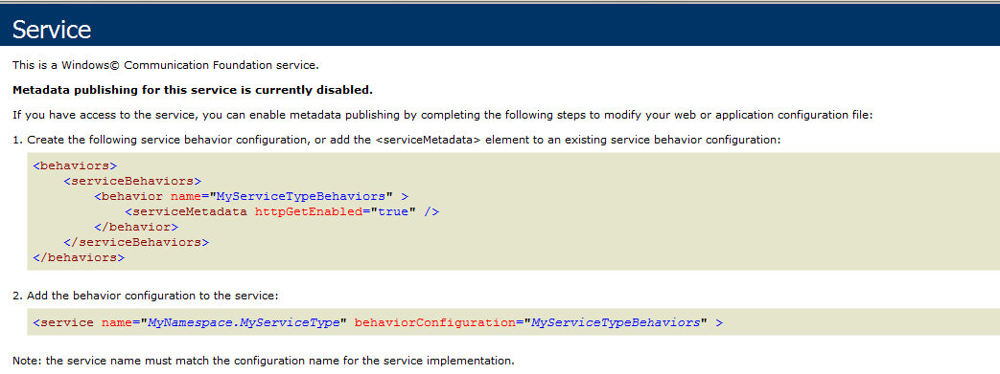 Service
This is a Windows© Communication Foundation service.
Metadata publishing for this service is currently disabled.
If you have access to the service, you can enable metadata publishing by completing the following steps to modify your web or application configuration file:
1. Create the following service behavior configuration, or add the <serviceMetadata> element to an existing service behavior configuration:
<behaviors>
<serviceBehaviors>
<behavior name="MyServiceTypeBehaviors" >
<serviceMetadata httpGetEnabled="true" />
</behavior>
</serviceBehaviors>
</behaviors>
2. Add the behavior configuration to the service:
<service name="MyNamespace.MyServiceType" behaviorConfiguration="MyServiceTypeBehaviors" >
Note: the service name must match the configuration name for the service implementation.